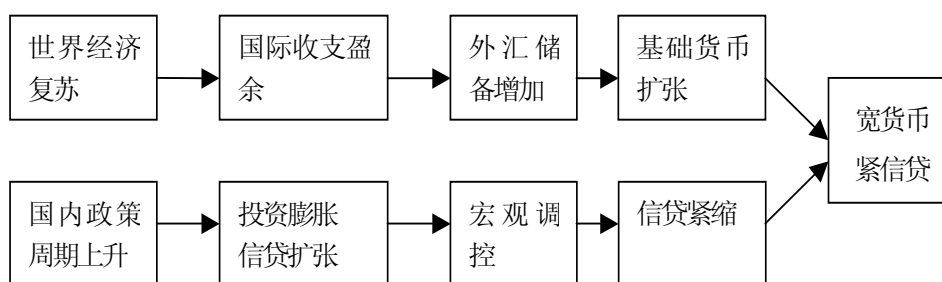 世界经济
复苏
国际收支盈
余
外汇储
备增加
基础货币
扩张
宽货币
紧信贷
国内政策
周期上升
投资膨胀
信贷扩张
宏观调
控
信贷紧缩